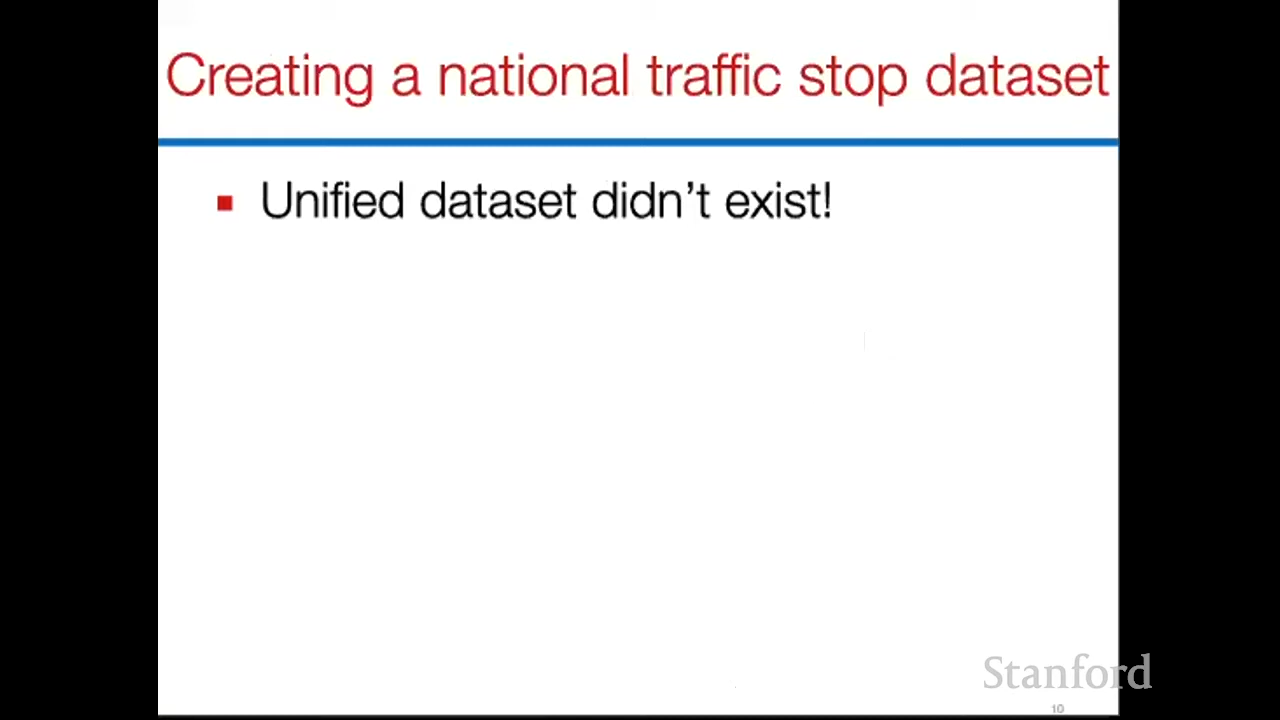 Creating a national traffic stop dataset
Unified dataset didn’t exist!
Stanford
10